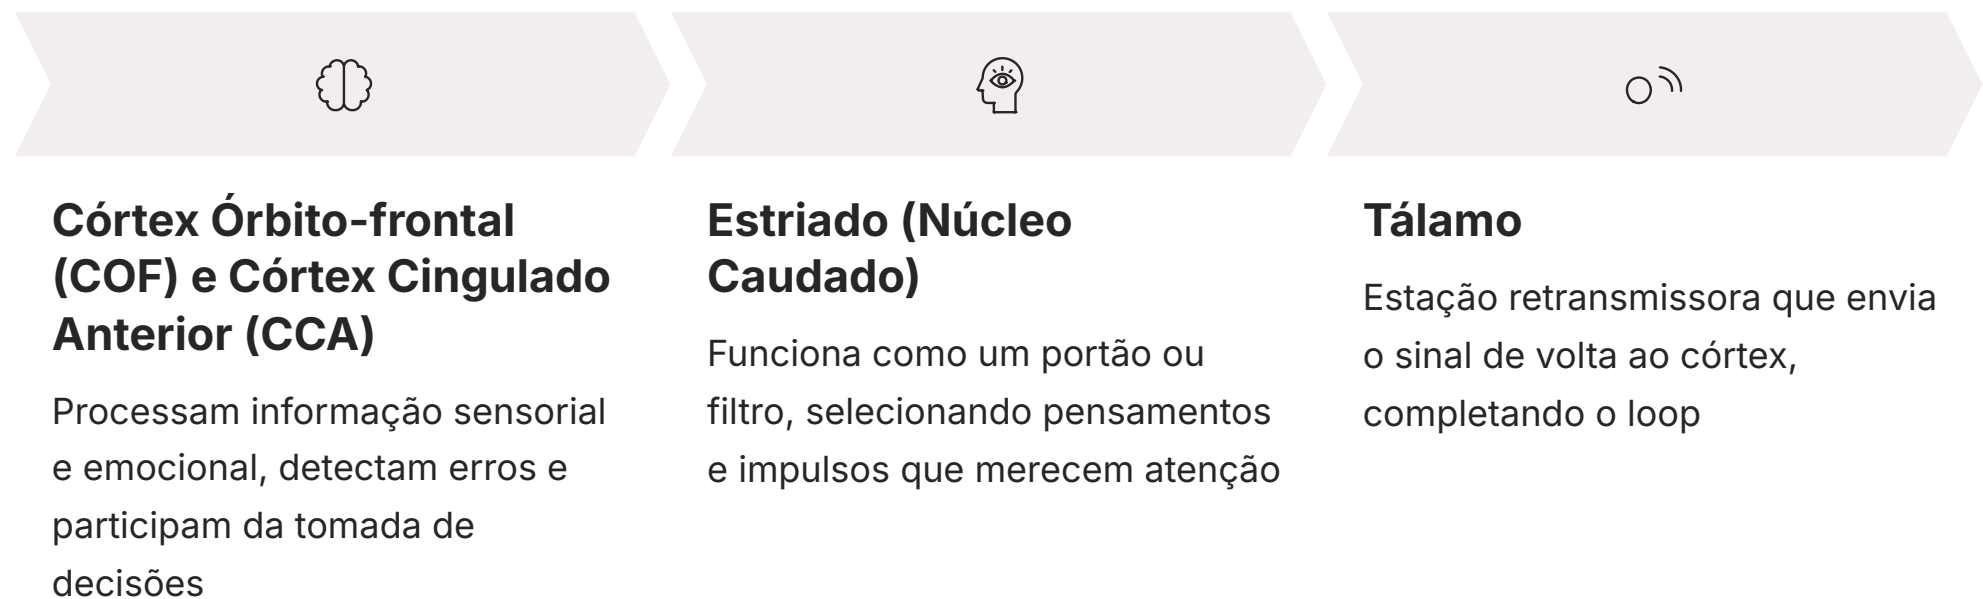 Córtex Órbito-frontal
(COF) e Córtex Cingulado
Anterior (CCA)
Processam informação sensorial
e emocional, detectam erros e
participam da tomada de
decisões
Estriado (Núcleo
Caudado)
Funciona como um portão ou
filtro, selecionando pensamentos
e impulsos que merecem atenção
Tálamo
Estação retransmissora que envia
o sinal de volta ao córtex,
completando o loop